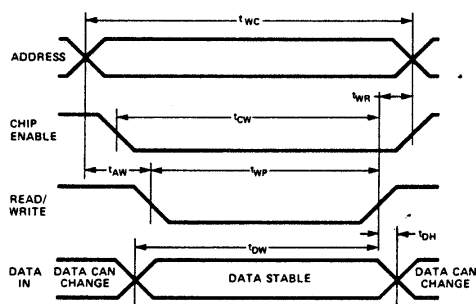 tWC
ADDRESS
tWR
CHIP
ENABLE
tCW
tAW
tWP
READ/
WRITE
tDH
tDW
DATA
IN
DATA CAN
CHANGE
DATA STABLE
DATA CAN
CHANGE